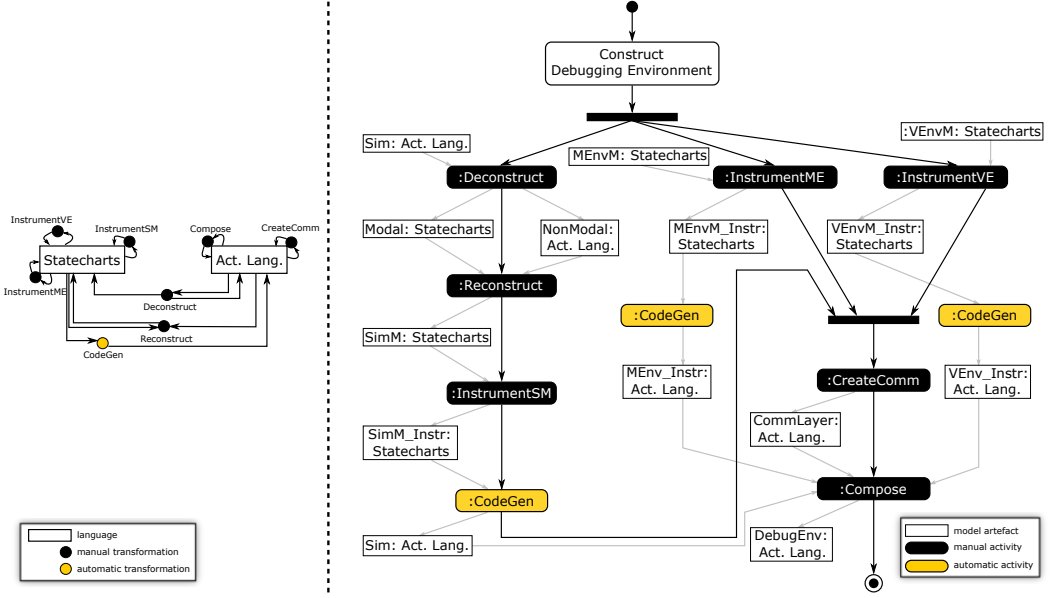 InstrumentVE
InstrumentSM
Statecharts
InstrumentME
Compose
CreateComm
Act. Lang.
Deconstruct
Reconstruct
CodeGen
language
manual transformation
automatic transformation
Construct
Debugging Environment
Sim: Act. Lang.
MEnvM: Statecharts
:VEnvM: Statecharts
:Deconstruct
:InstrumentME
:InstrumentVE
Modal: Statecharts
NonModal:
Act. Lang.
MEnvM_Instr:
Statecharts
VEnvM_Instr:
Statecharts
:Reconstruct
:CodeGen
:CodeGen
SimM: Statecharts
MEnv_Instr:
Act. Lang.
:CreateComm
VEnv_Instr:
Act. Lang.
:InstrumentSM
SimM_Instr:
Statecharts
CommLayer:
Act. Lang.
:CodeGen
:Compose
Sim: Act. Lang.
DebugEnv:
Act. Lang.
model artefact
manual activity
automatic activity